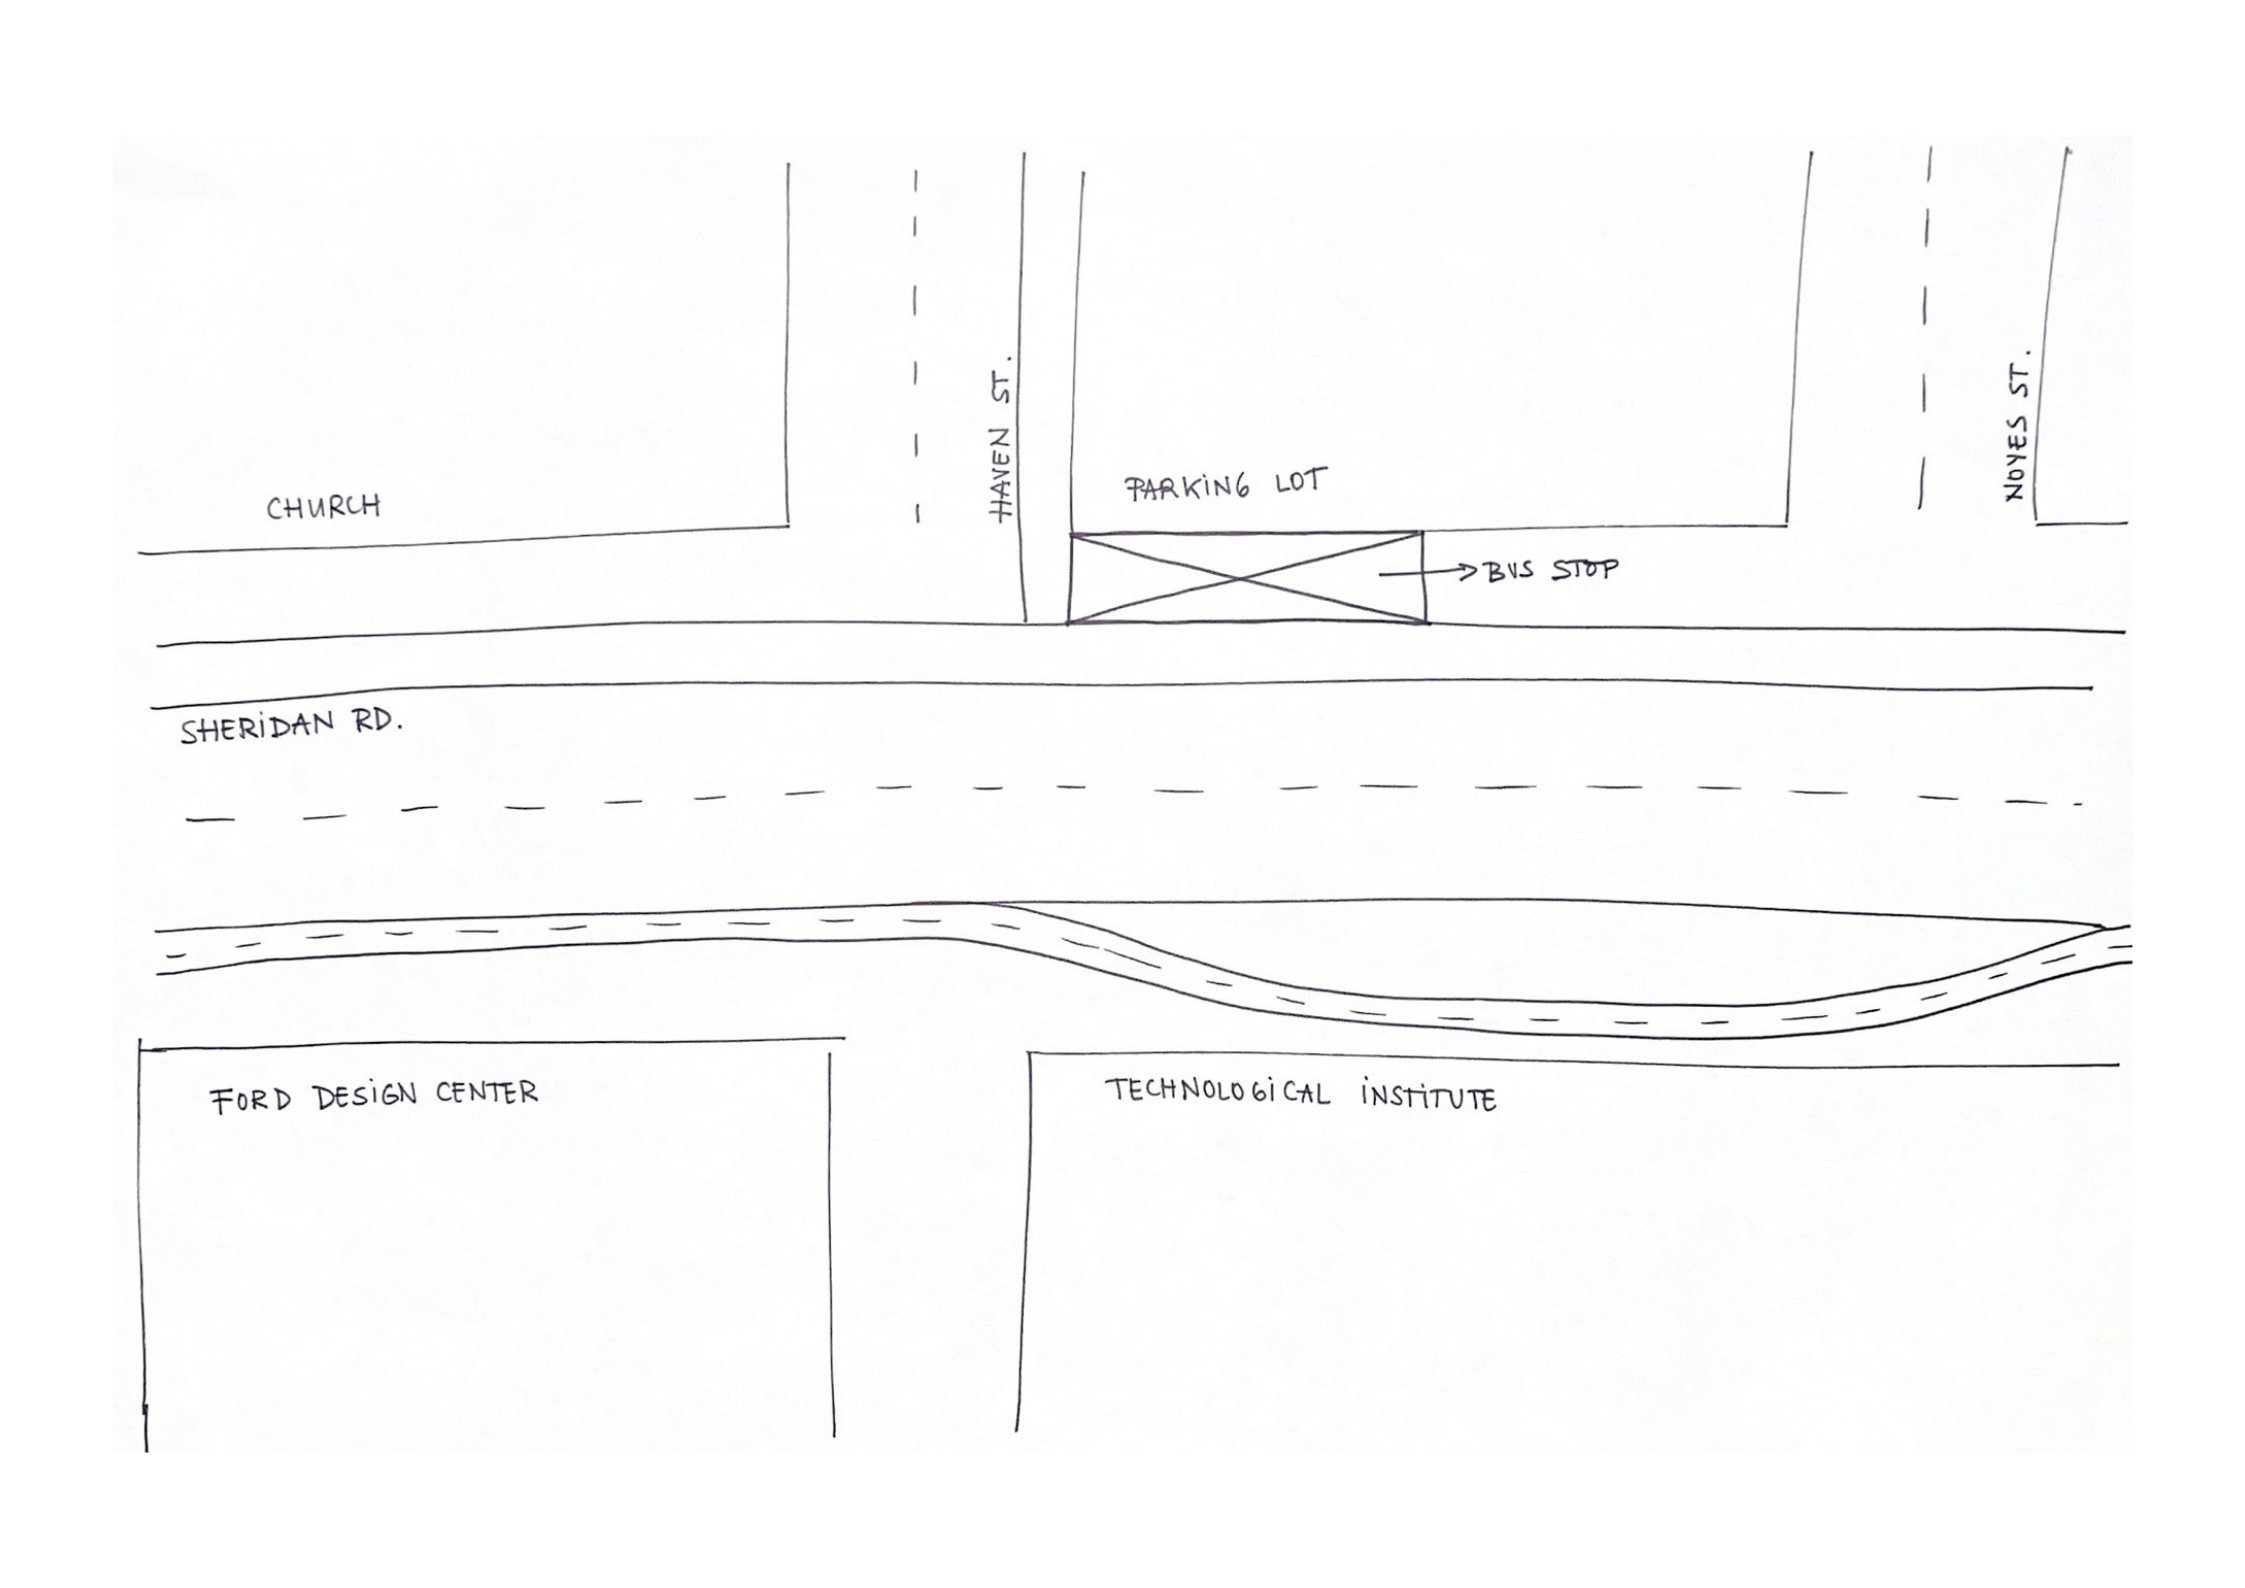 HAVEN ST.
NOYES ST.
CHURCH
PARKiNG LOT
BUS STOP
SHERiDAN RD.
FORD DESiGN CENTER
TECHNOLOGiCAL iNSTiTUTE